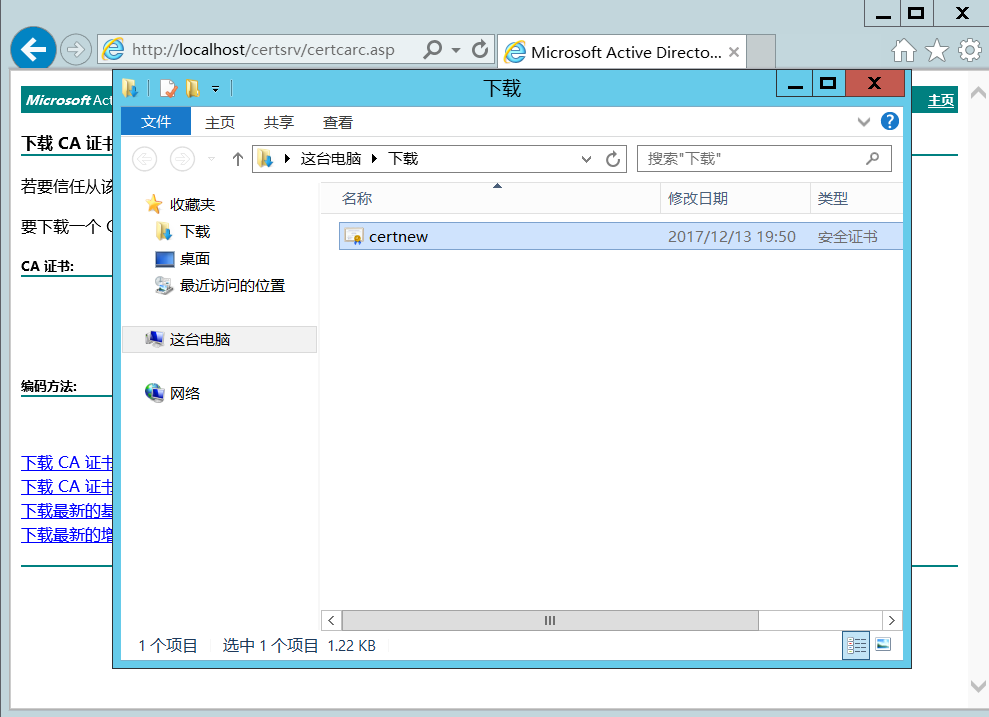 http://localhost/certsrv/certcarc.asp
Microsoft Active Directo...
Microsoft Act
主页
下载 CA 证书
若要信任从该
要下载一个 C
CA 证书:
编码方法:
下载 CA 证书
下载 CA 证书
下载最新的基
下载最新的增
下载
文件 主页 共享 查看
这台电脑 下载
搜索"下载"
收藏夹
下载
桌面
最近访问的位置
这台电脑
网络
名称 修改日期 类型
certnew 2017/12/13 19:50 安全证书
1 个项目 选中 1 个项目 1.22 KB